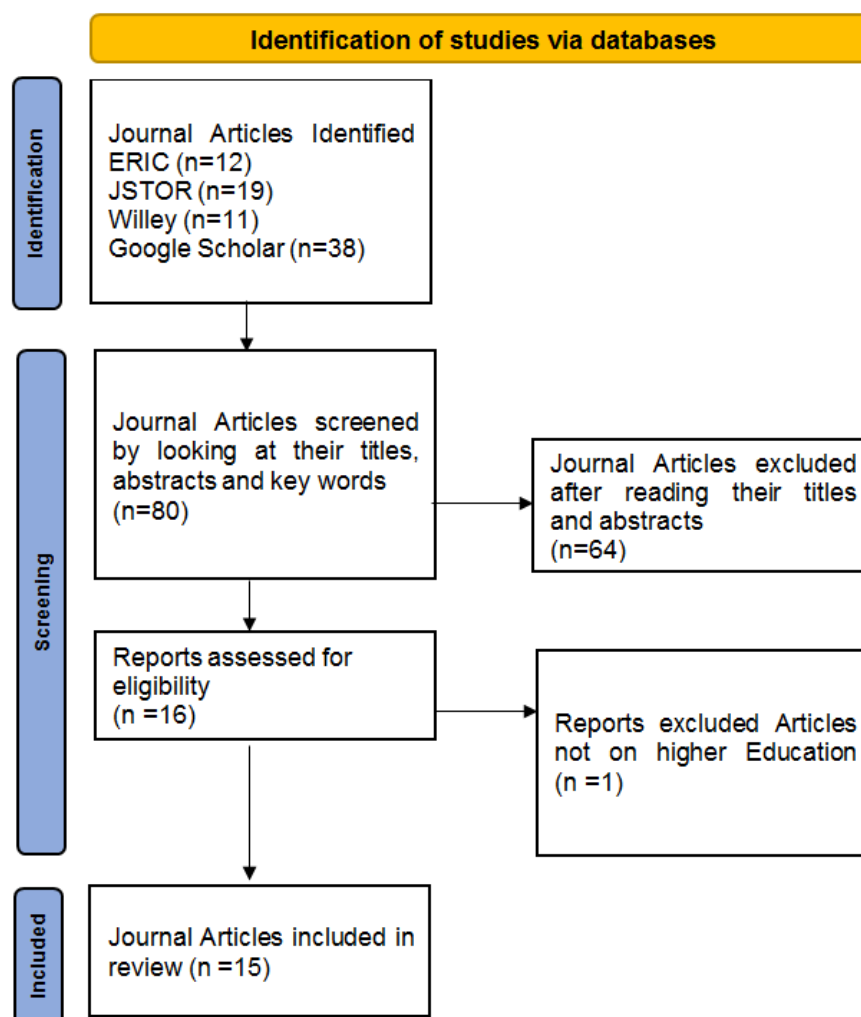 Identification of studies via databases
Identification
Journal Articles Identified
ERIC (n=12)
JSTOR (n=19)
Willey (n=11)
Google Scholar (n=38)
Screening
Journal Articles screened
by looking at their titles,
abstracts and key words
(n=80)
Journal Articles excluded
after reading their titles
and abstracts
(n=64)
Reports assessed for
eligibility
(n =16)
Reports excluded Articles
not on higher Education
(n =1)
Included
Journal Articles included in
review (n =15)